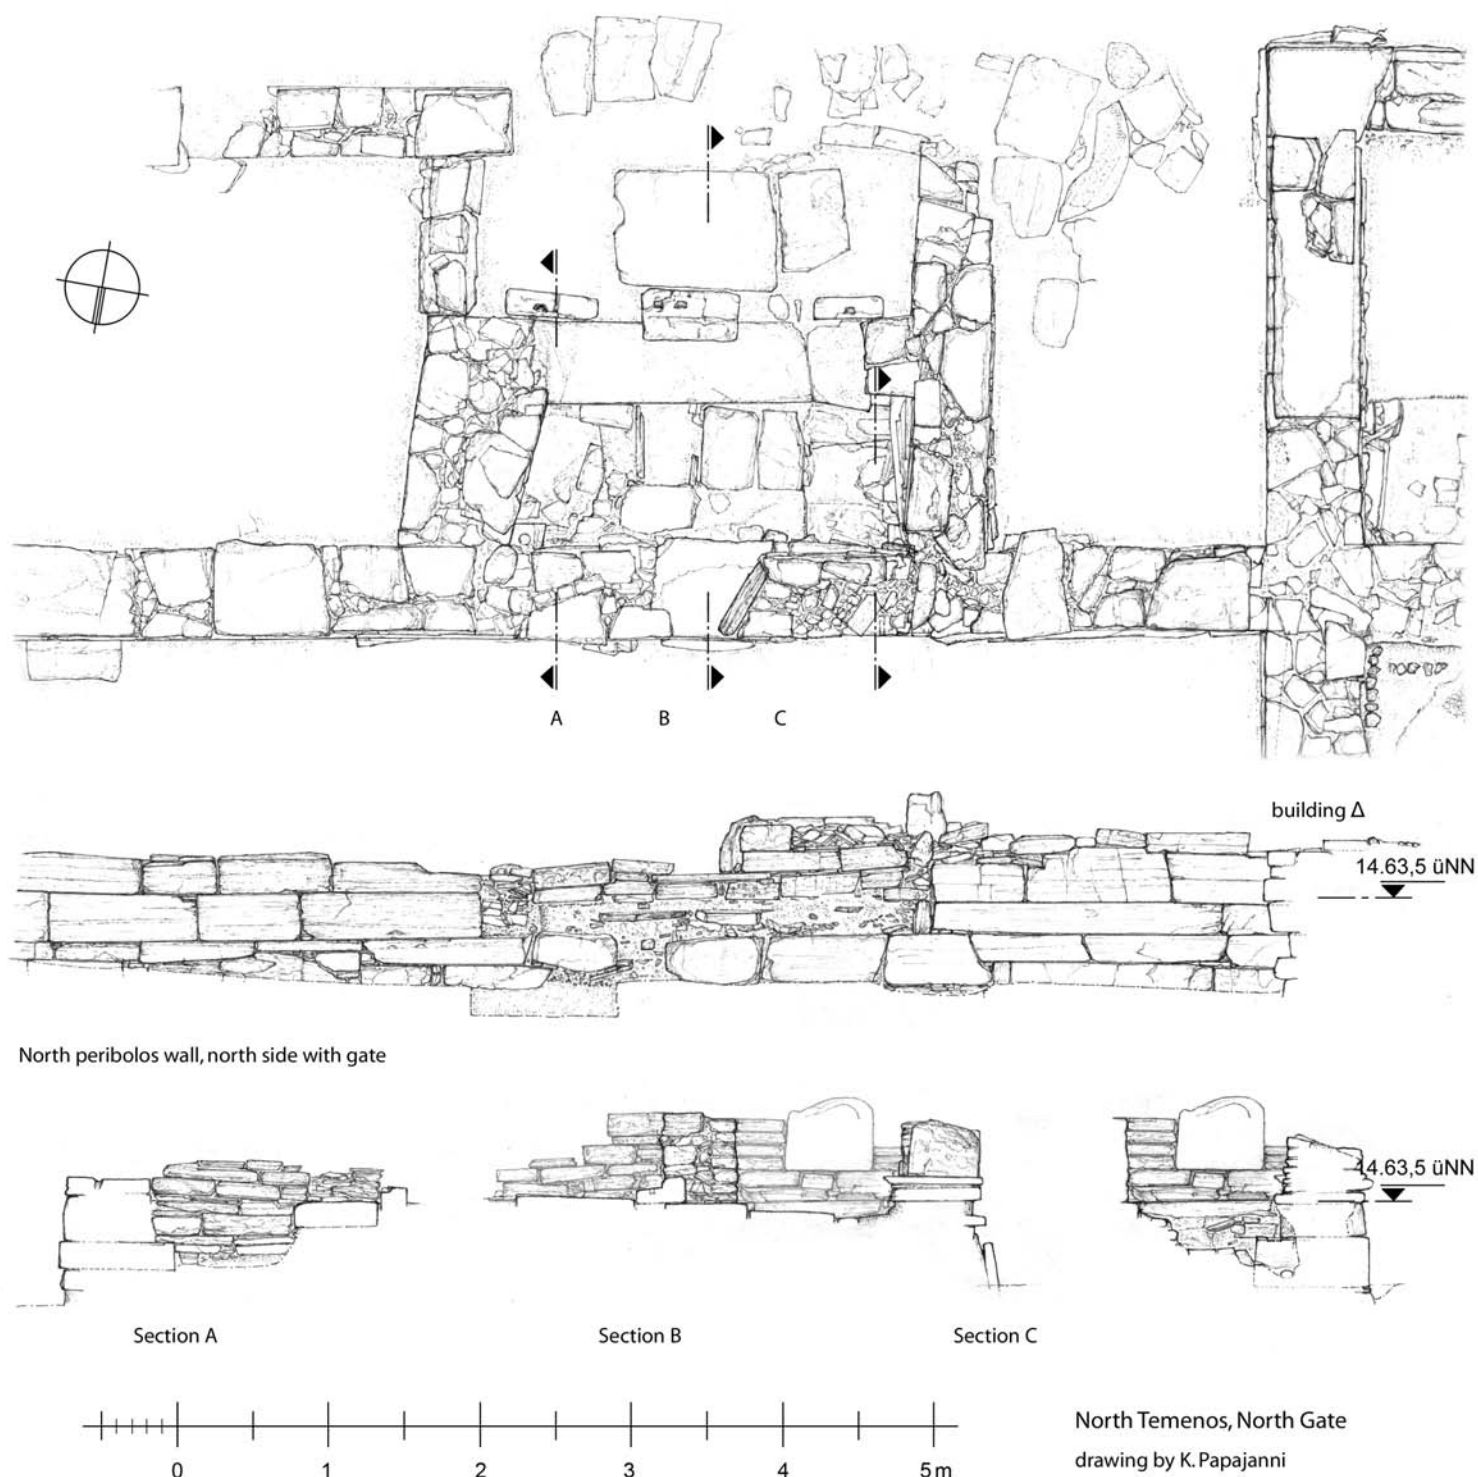 A B C
building Δ
14.63,5 üNN
North peribolos wall, north side with gate
14.63,5 üNN
Section A Section B Section C
0 1 2 3 4 5 m
North Temenos, North Gate
drawing by K. Papajanni